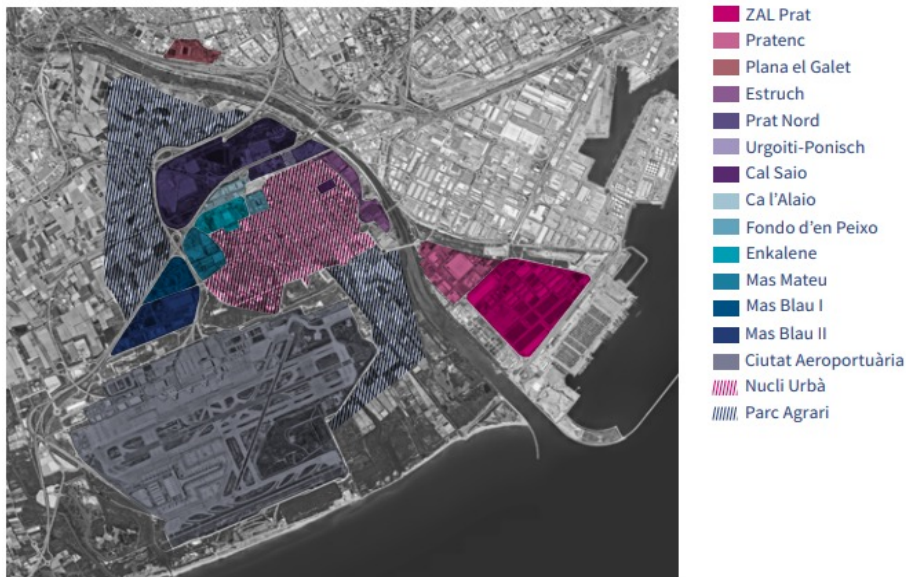 ZAL Prat
Pratenc
Plana el Galet
Estruch
Prat Nord
Urgoiti-Ponisch
Cal Saio
Ca l'Alaio
Fondo d'en Peixo
Enkalene
Mas Mateu
Mas Blau I
Mas Blau II
Ciutat Aeroportuària
Nucli Urbà
Parc Agrari